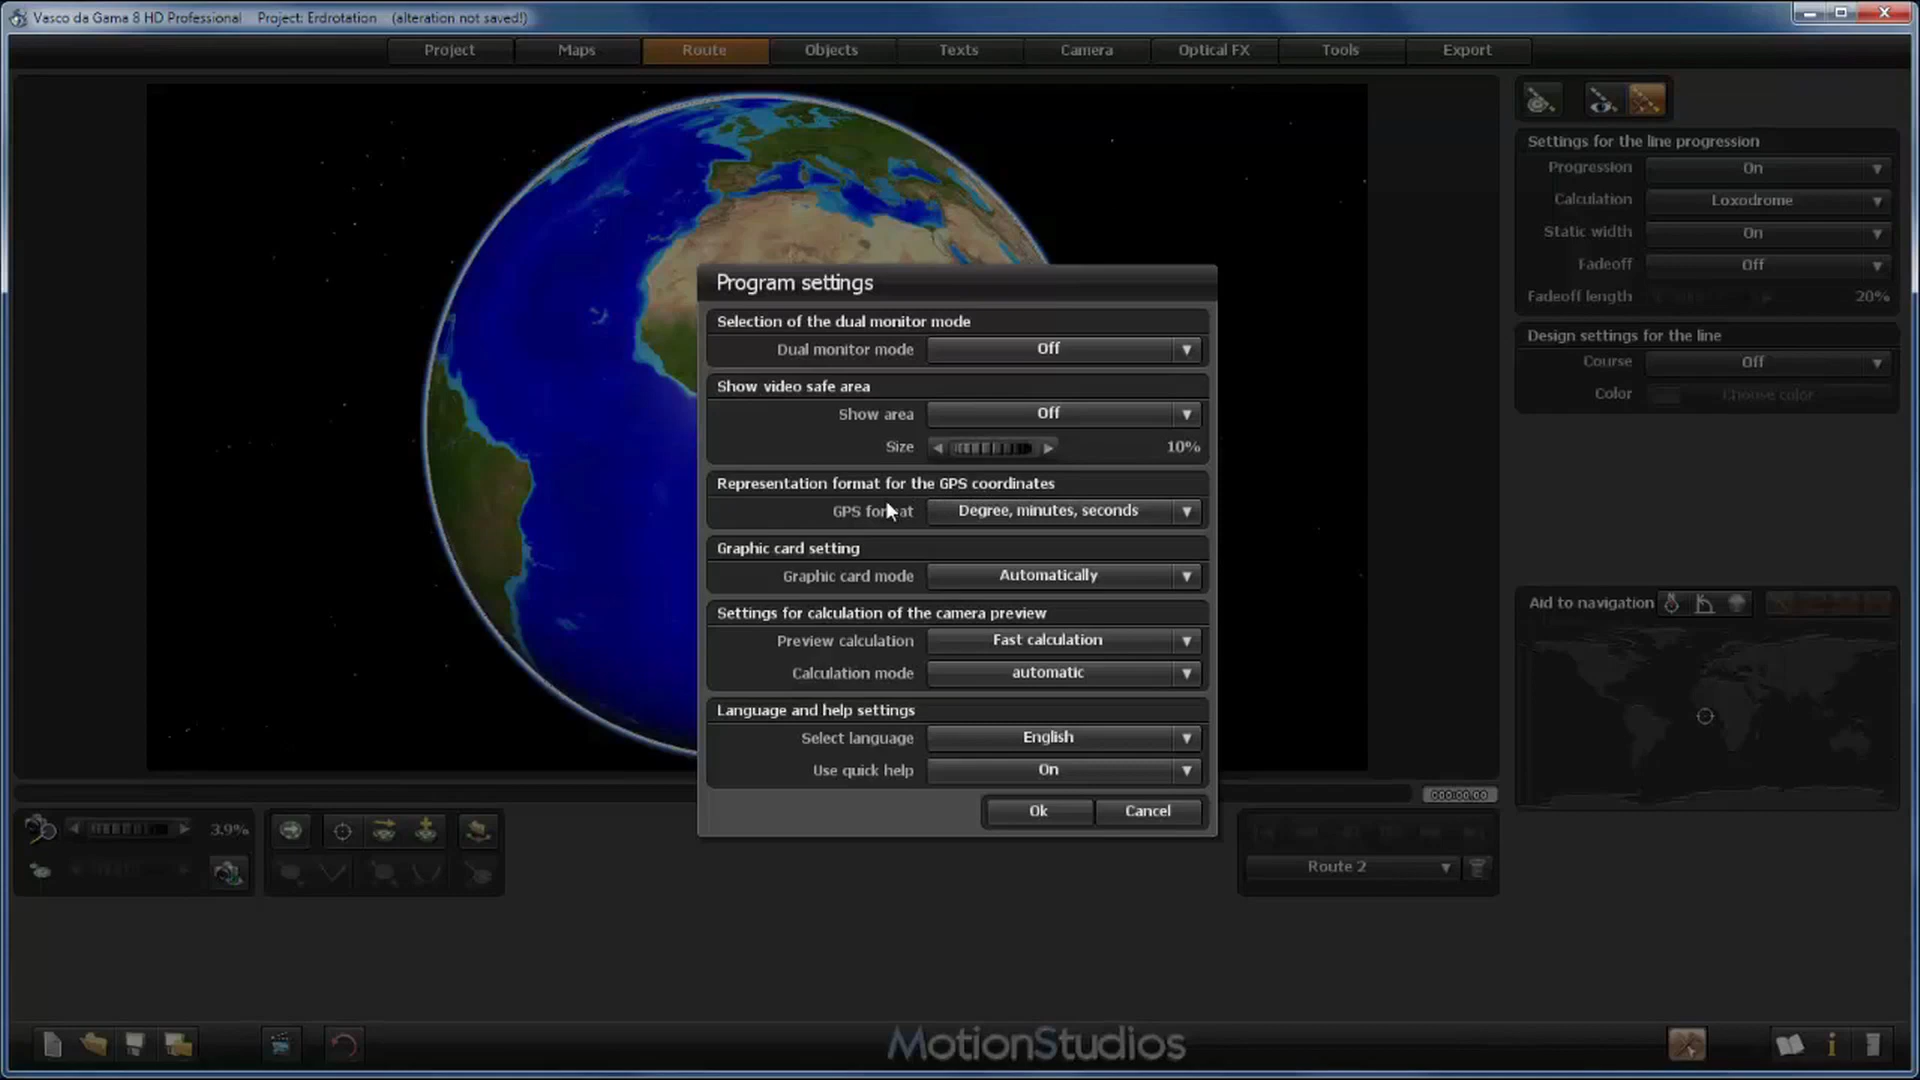 Vasco da Gama 8 HD Professional Project: Erdrotation (alteration not saved!)
Project Maps Route Objects Texts Camera Optical FX Tools Export
Settings for the line progression
Progression On
Calculation Loxodrome
Static width On
Fadeoff Off
Fadeoff length 20%
Design settings for the line
Course Off
Color Choose color
Program settings
Selection of the dual monitor mode
Dual monitor mode Off
Show video safe area
Show area Off
Size 10%
Representation format for the GPS coordinates
GPS format Degree, minutes, seconds
Graphic card setting
Graphic card mode Automatically
Settings for calculation of the camera preview
Preview calculation Fast calculation
Calculation mode automatic
Language and help settings
Select language English
Use quick help On
Ok Cancel
Aid to navigation
000:00.00
3.9%
Route 2
MotionStudios